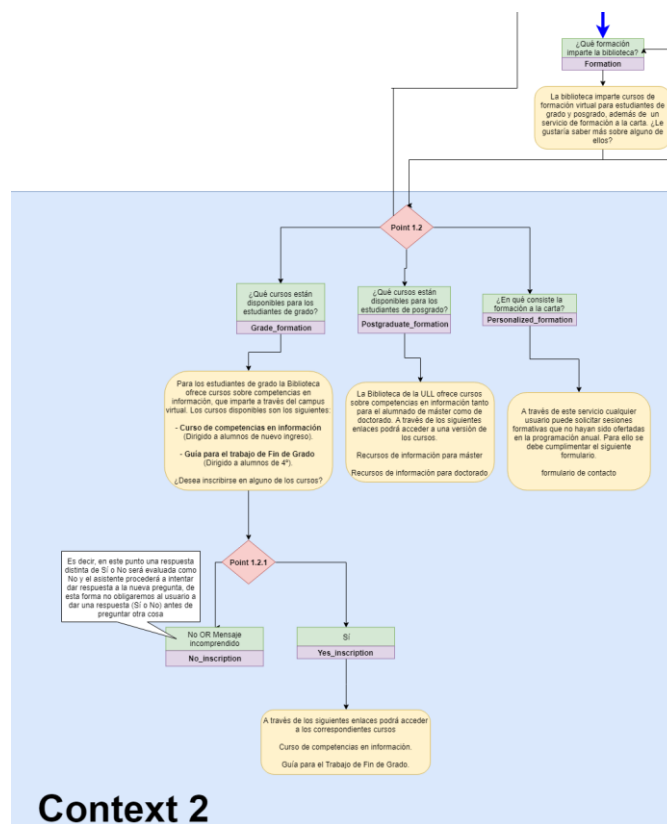 ¿Qué formación
imparte la biblioteca?
Formation
La biblioteca imparte cursos de
formación virtual para estudiantes de
grado y posgrado, además de un
servicio de formación a la carta. ¿Le
gustaría saber más sobre alguno de
ellos?
Point 1.2
¿Qué cursos están
disponibles para los
estudiantes de grado?
Grade_formation
¿Qué cursos están
disponibles para los
estudiantes de posgrado?
Postgraduate_formation
¿En qué consiste la
formación a la carta?
Personalized_formation
Para los estudiantes de grado la Biblioteca
ofrece cursos sobre competencias en
información, que imparte a través del campus
virtual. Los cursos disponibles son los siguientes:
- Curso de competencias en información
(Dirigido a alumnos de nuevo ingreso).
- Guía para el trabajo de Fin de Grado
(Dirigido a alumnos de 4º).
¿Desea inscribirse en alguno de los cursos?
La Biblioteca de la ULL ofrece cursos
sobre competencias en información tanto
para el alumnado de máster como de
doctorado. A través de los siguientes
enlaces podrá acceder a una versión de
los cursos.
Recursos de información para máster
Recursos de información para doctorado.
A través de este servicio cualquier
usuario puede solicitar sesiones
formativas que no hayan sido ofertadas
en la programación anual. Para ello se
debe cumplimentar el siguiente
formulario.
formulario de contacto
Point 1.2.1
Es decir, en este punto una respuesta
distinta de Sí o No será evaluada como
No y el asistente procederá a intentar
dar respuesta a la nueva pregunta, de
esta forma no obligaremos al usuario a
dar una respuesta (Sí o No) antes de
preguntar otra cosa
No OR Mensaje
incomprendido
No_inscription
Sí
Yes_inscription
A través de los siguientes enlaces podrá acceder
a los correspondientes cursos
Curso de competencias en información.
Guía para el Trabajo de Fin de Grado.
Context 2